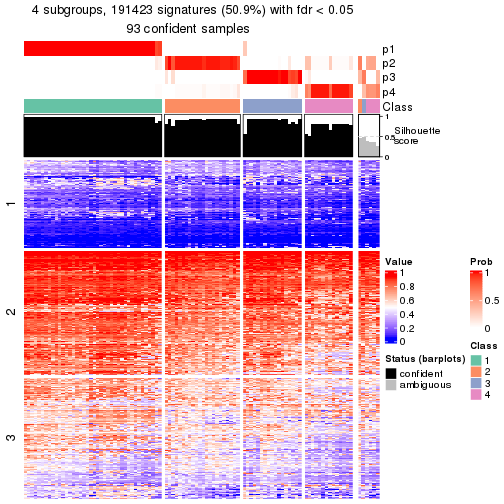 4 subgroups, 191423 signatures (50.9%) with fdr < 0.05
93 confident samples
p1
p2
p3
p4
Class
1
0.5
0
Silhouette
score
1
2
3
Value
1
0.8
0.6
0.4
0.2
0
Status (barplots)
confident
ambiguous
Prob
1
0.5
0
Class
1
2
3
4